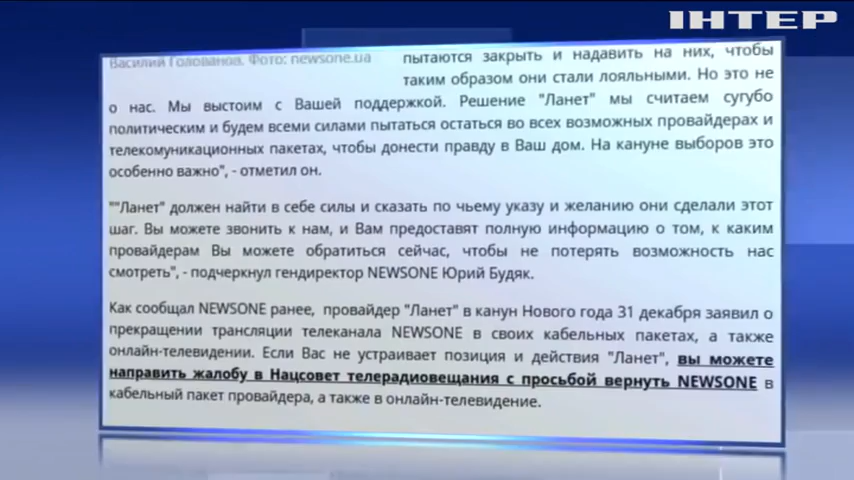 ІНТЕР
Василий Голованов. Фото: newsone.ua
пытаются закрыть и надавить на них, чтобы
таким образом они стали лояльными. Но это не
о нас. Мы выстоим с Вашей поддержкой. Решение "Ланет" мы считаем сугубо
политическим и будем всеми силами пытаться остаться во всех возможных провайдерах и
телекомуникационных пакетах, чтобы донести правду в Ваш дом. На кануне выборов это
особенно важно", - отметил он.
""Ланет" должен найти в себе силы и сказать по чьему указу и желанию они сделали этот
шаг. Вы можете звонить к нам, и Вам предоставят полную информацию о том, к каким
провайдерам Вы можете обратиться сейчас, чтобы не потерять возможность нас
смотреть", - подчеркнул гендиректор NEWSONE Юрий Будяк.
Как сообщал NEWSONE ранее, провайдер "Ланет" в канун Нового года 31 декабря заявил о
прекращении трансляции телеканала NEWSONE в своих кабельных пакетах, а также
онлайн-телевидении. Если Вас не устраивает позиция и действия "Ланет", вы можете
направить жалобу в Нацсовет телерадиовещания с просьбой вернуть NEWSONE в
кабельный пакет провайдера, а также в онлайн-телевидение.